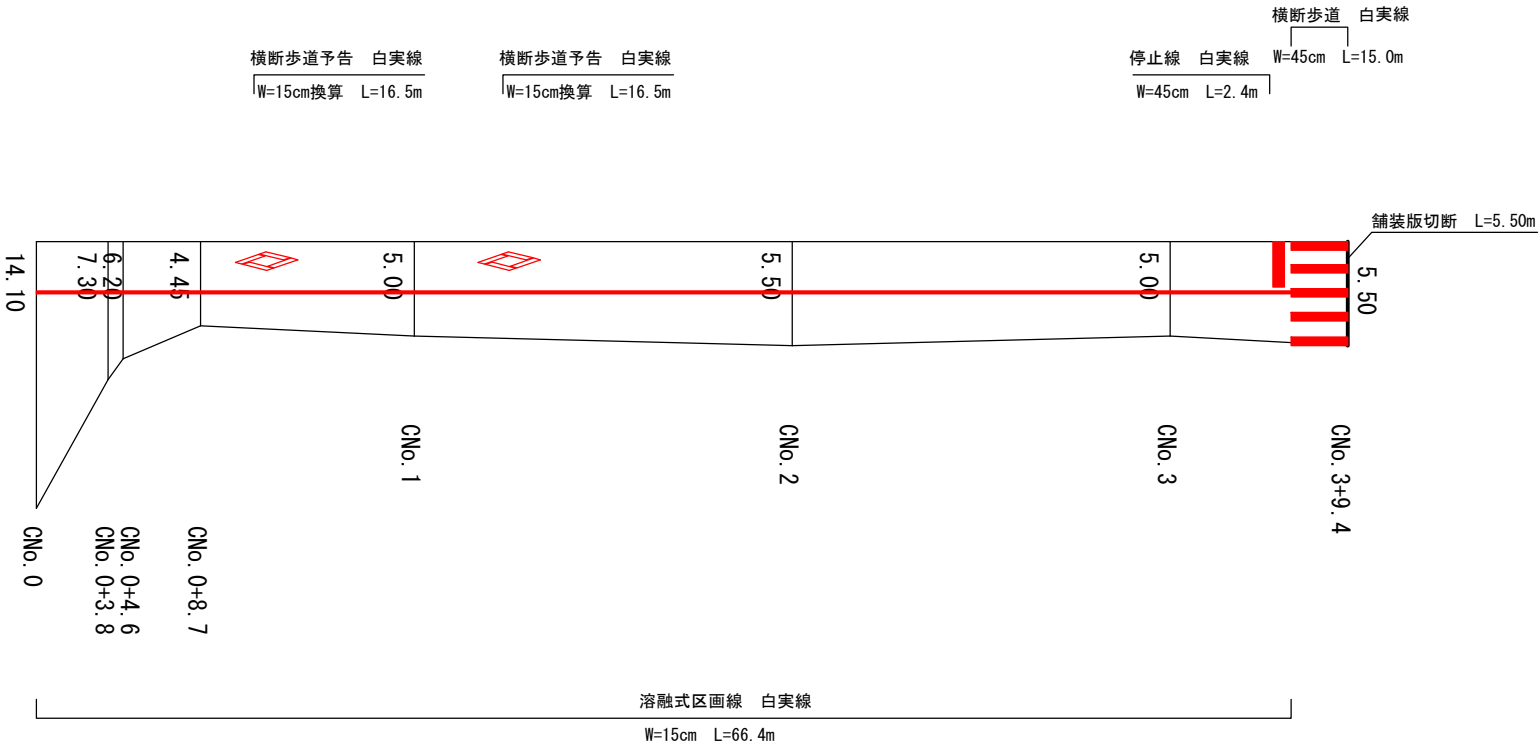 横断歩道　白実線
W=45cm　L=15.0m
横断歩道予告　白実線
W=15cm換算　L=16.5m
横断歩道予告　白実線
W=15cm換算　L=16.5m
停止線　白実線
W=45cm　L=2.4m
舗装版切断　L=5.50m
14.10
7.30
6.20
4.45
5.00
5.50
5.00
5.50
CNo.0
CNo.0+3.8
CNo.0+4.6
CNo.0+8.7
CNo.1
CNo.2
CNo.3
CNo.3+9.4
溶融式区画線　白実線
W=15cm　L=66.4m